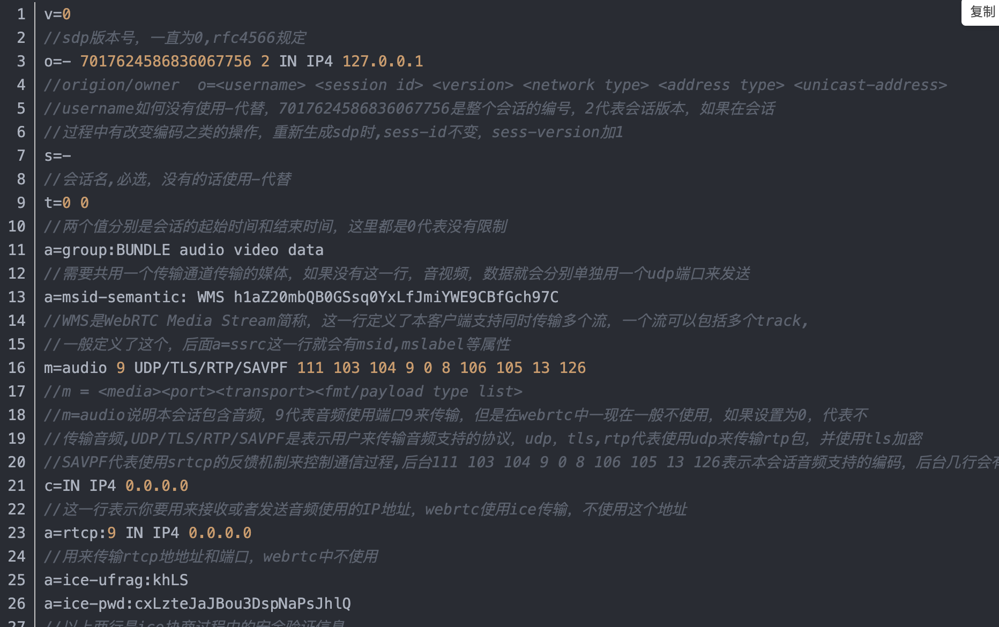 复制
1 v=0
2 //sdp版本号，一直为0,rfc4566规定
3 o=- 7017624586836067756 2 IN IP4 127.0.0.1
4 //origion/owner  o=<username> <session id> <version> <network type> <address type> <unicast-address>
5 //username如何没有使用-代替，7017624586836067756是整个会话的编号，2代表会话版本，如果在会话
6 //过程中有改变编码之类的操作，重新生成sdp时,sess-id不变，sess-version加1
7 s=-
8 //会话名,必选，没有的话使用-代替
9 t=0 0
10 //两个值分别是会话的起始时间和结束时间，这里都是0代表没有限制
11 a=group:BUNDLE audio video data
12 //需要共用一个传输通道传输的媒体，如果没有这一行，音视频，数据就会分别单独用一个udp端口来发送
13 a=msid-semantic: WMS h1aZ20mbQB0GSsq0YxLfJmiYWE9CBfGch97C
14 //WMS是WebRTC Media Stream简称，这一行定义了本客户端支持同时传输多个流，一个流可以包括多个track,
15 //一般定义了这个，后面a=ssrc这一行就会有msid,mslabel等属性
16 m=audio 9 UDP/TLS/RTP/SAVPF 111 103 104 9 0 8 106 105 13 126
17 //m = <media><port><transport><fmt/payload type list>
18 //m=audio说明本会话包含音频，9代表音频使用端口9来传输，但是在webrtc中一现在一般不使用，如果设置为0，代表不
19 //传输音频,UDP/TLS/RTP/SAVPF是表示用户来传输音频支持的协议，udp，tls,rtp代表使用udp来传输rtp包，并使用tls加密
20 //SAVPF代表使用srtcp的反馈机制来控制通信过程,后台111 103 104 9 0 8 106 105 13 126表示本会话音频支持的编码，后台几行会有
21 c=IN IP4 0.0.0.0
22 //这一行表示你要用来接收或者发送音频使用的IP地址，webrtc使用ice传输，不使用这个地址
23 a=rtcp:9 IN IP4 0.0.0.0
24 //用来传输rtcp地地址和端口，webrtc中不使用
25 a=ice-ufrag:khLS
26 a=ice-pwd:cxLzteJaJBou3DspNaPsJhlQ
27 //以上两行是ice协商过程中的安全验证信息